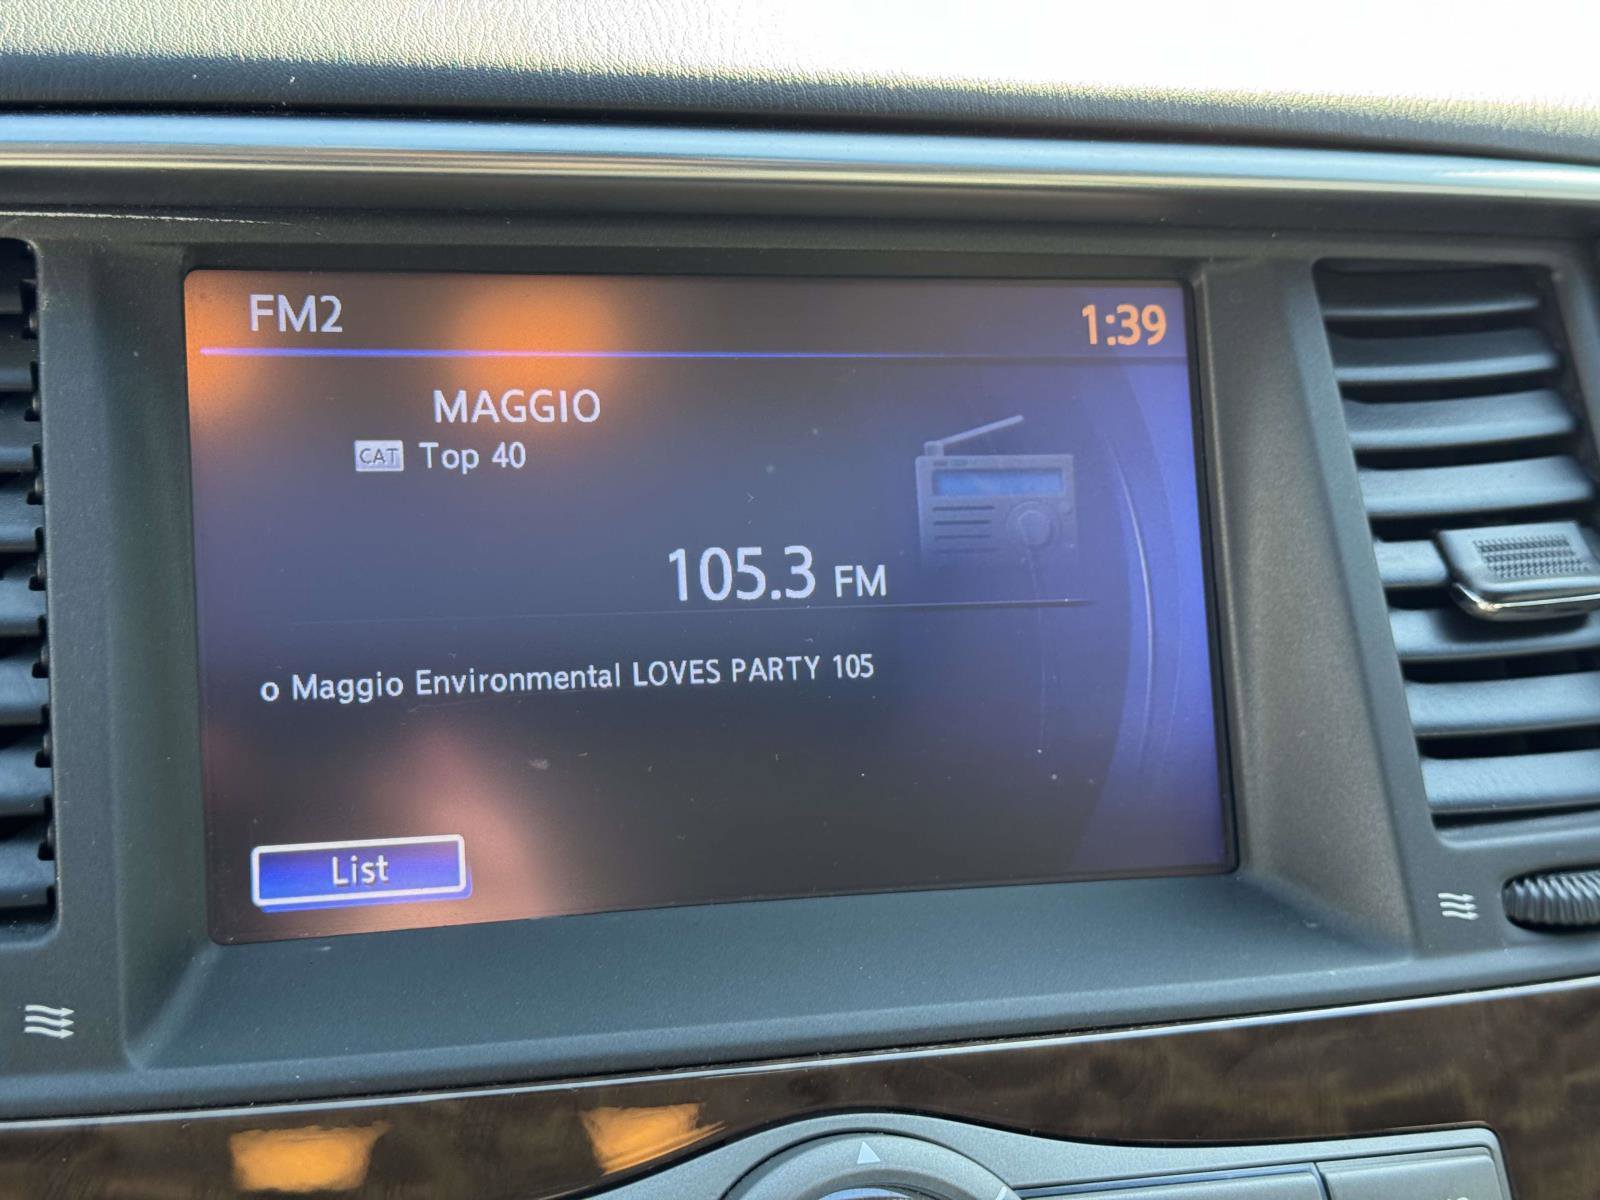 FM2
1:39
MAGGIO
CAT Top 40
105.3 FM
o Maggio Environmental LOVES PARTY 105
List